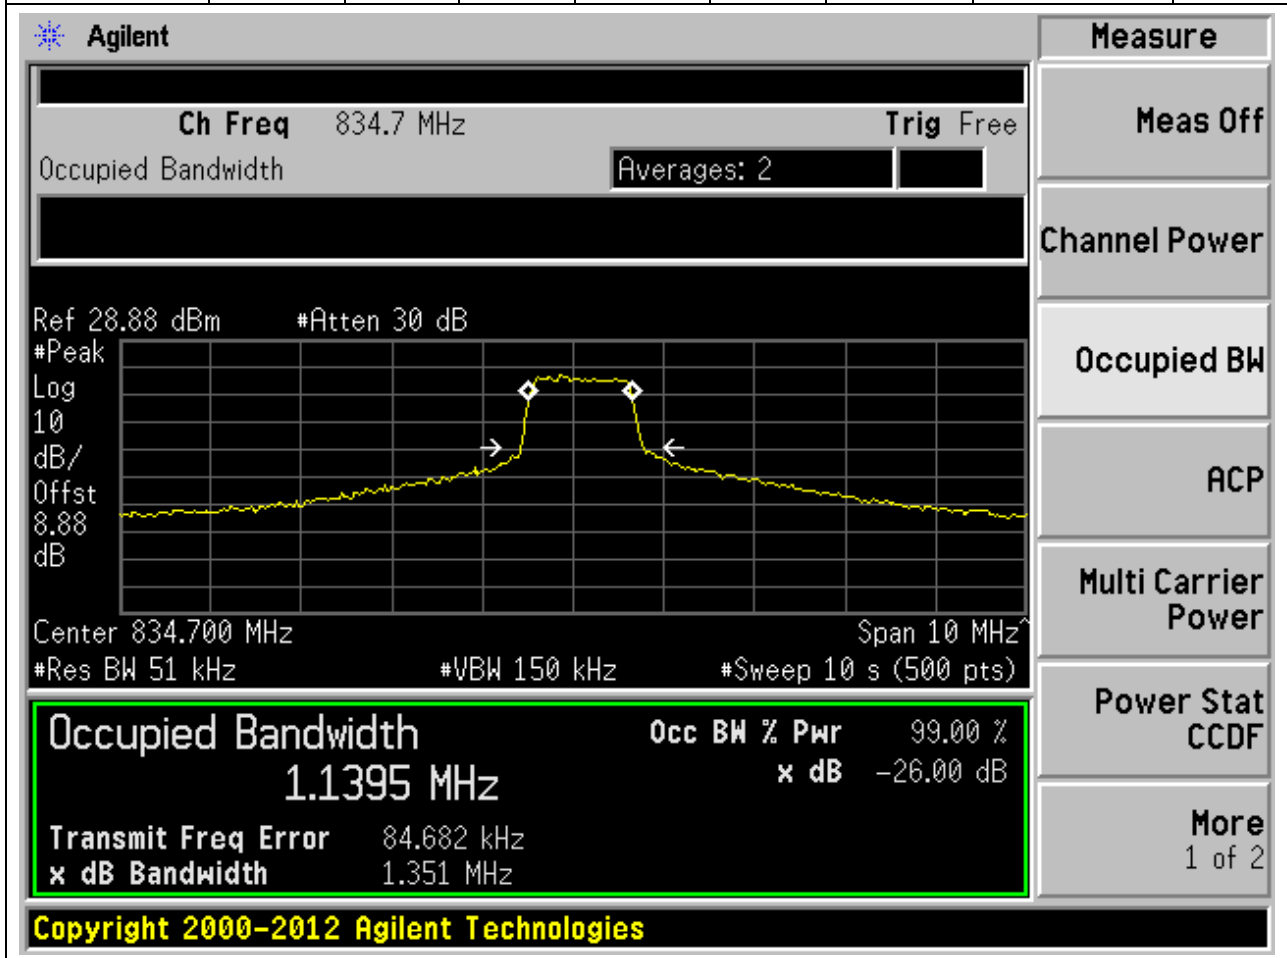 Agilent
Measure
Ch Freq 834.7 MHz Trig Free
Meas Off
Occupied Bandwidth Averages: 2
Channel Power
Ref 28.88 dBm #Atten 30 dB
#Peak
Log
10
dB/
Offst
8.88
dB
Occupied BW
ACP
Center 834.700 MHz Span 10 MHz^
#Res BW 51 kHz #VBW 150 kHz #Sweep 10 s (500 pts)
Multi Carrier
Power
Occupied Bandwidth Occ BW % Pwr 99.00 %
1.1395 MHz x dB -26.00 dB
Transmit Freq Error 84.682 kHz
x dB Bandwidth 1.351 MHz
Power Stat
CCDF
More
1 of 2
Copyright 2000-2012 Agilent Technologies